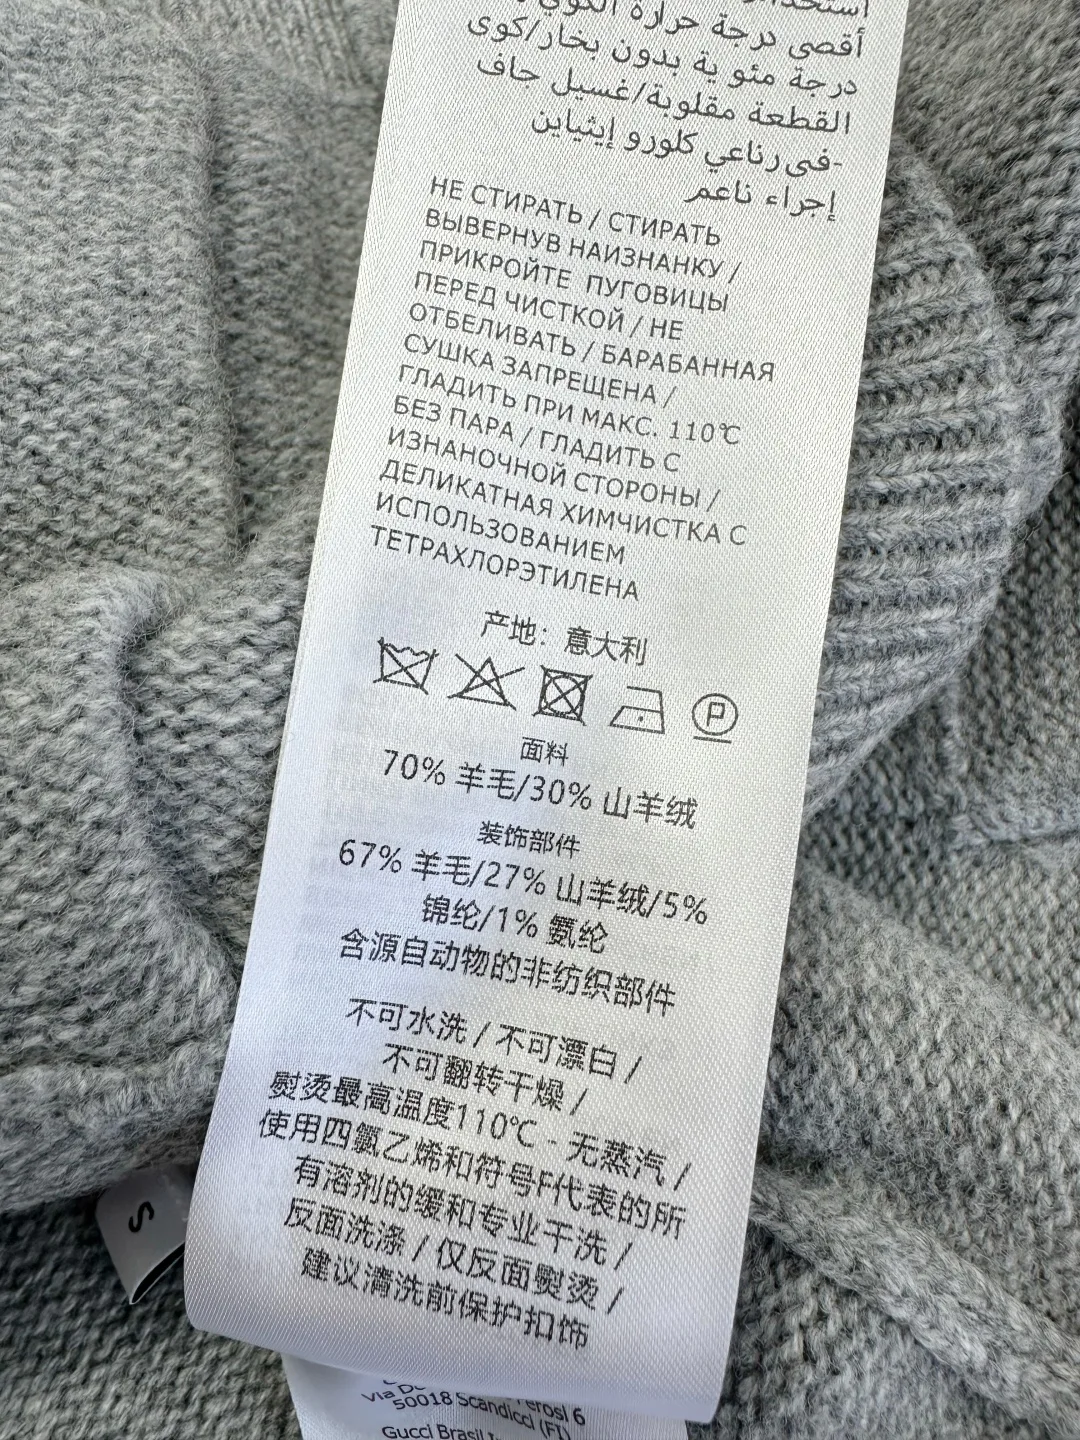 أقصى درجة حرارة الكوي
درجة مئو ية بدون بخار/كوى
القطعة مقلوبة/غسيل جاف
-فى رباعي كلورو إيثيلين
إجراء ناعم
НЕ СТИРАТЬ / СТИРАТЬ
ВЫВЕРНУВ НАИЗНАНКУ /
ПРИКРОЙТЕ ПУГОВИЦЫ
ПЕРЕД ЧИСТКОЙ / НЕ
ОТБЕЛИВАТЬ / БАРАБАННАЯ
СУШКА ЗАПРЕЩЕНА /
ГЛАДИТЬ ПРИ МАКС. 110℃
БЕЗ ПАРА / ГЛАДИТЬ С
ИЗНАНОЧНОЙ СТОРОНЫ /
ДЕЛИКАТНАЯ ХИМЧИСТКА С
ИСПОЛЬЗОВАНИЕМ
ТЕТРАХЛОРЭТИЛЕНА
产地：意大利
P
面料
70% 羊毛/30% 山羊绒
装饰部件
67% 羊毛/27% 山羊绒/5%
锦纶/1% 氨纶
含源自动物的非纺织部件
不可水洗 / 不可漂白 /
不可翻转干燥 /
熨烫最高温度110℃ - 无蒸汽 /
使用四氯乙烯和符号F代表的所
有溶剂的缓和专业干洗 /
反面洗涤 / 仅反面熨烫 /
建议清洗前保护扣饰
S
Via
50018 Scandicci (FI)
Gucci Brasil